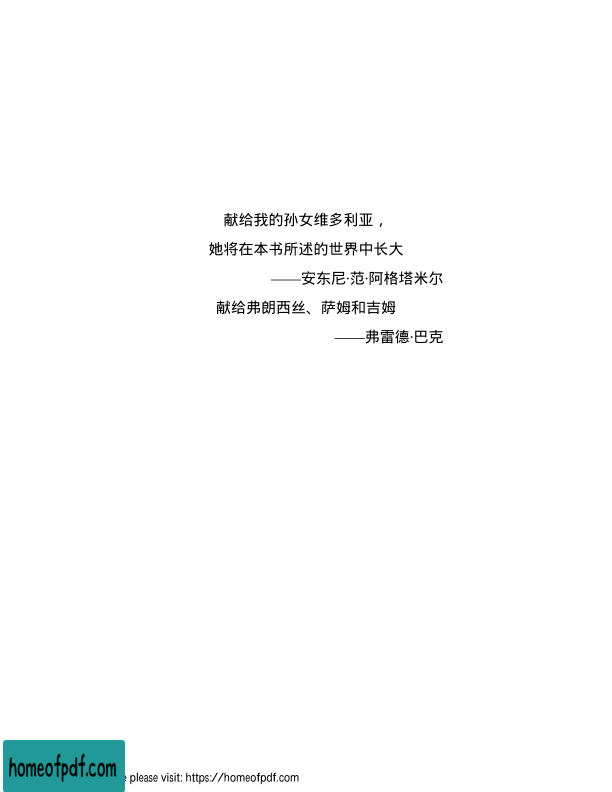 献给我的孙女维多利亚，
她将在本书所述的世界中长大
——安东尼·范·阿格塔米尔
献给弗朗西丝、萨姆和吉姆
——弗雷德·巴克
homeofpdf.com
please visit: https://homeofpdf.com